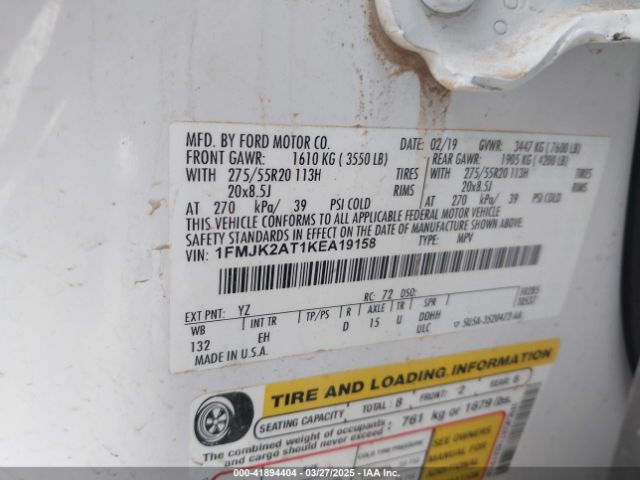 MFD. BY FORD MOTOR CO. DATE: 02/19 GVWR: 3447 KG (7600 LB)
FRONT GAWR: 1610 KG (3550 LB) REAR GAWR: 1905 KG (4200 LB)
WITH 275/55R20 113H TIRES WITH 275/55R20 113H TIRES
20x8.5J RIMS 20x8.5J RIMS
AT 270 kPa/ 39 PSI COLD AT 270 kPa/ 39 PSI COLD
THIS VEHICLE CONFORMS TO ALL APPLICABLE FEDERAL MOTOR VEHICLE
SAFETY STANDARDS IN EFFECT ON THE DATE OF MANUFACTURE SHOWN ABOVE.
VIN: 1FMJK2AT1KEA19158 TYPE: MPV
EXT PNT: YZ RC: 72 DSO:
WB INT TR TP/PS R AXLE TR SPR
132 EH D 15 U DDHH
ULC
MADE IN U.S.A.
TIRE AND LOADING INFORMATION
SEATING CAPACITY TOTAL: 8 FRONT: 2 REAR: 6
The combined weight of occupants and cargo should never exceed: 761 kg or 1679 lbs.
COLD TIRE PRESSURE
SEE OWNERS
MANUAL FOR
ADDITIONAL
COPART 41894404 - 03/27/2025 - IAA Inc.